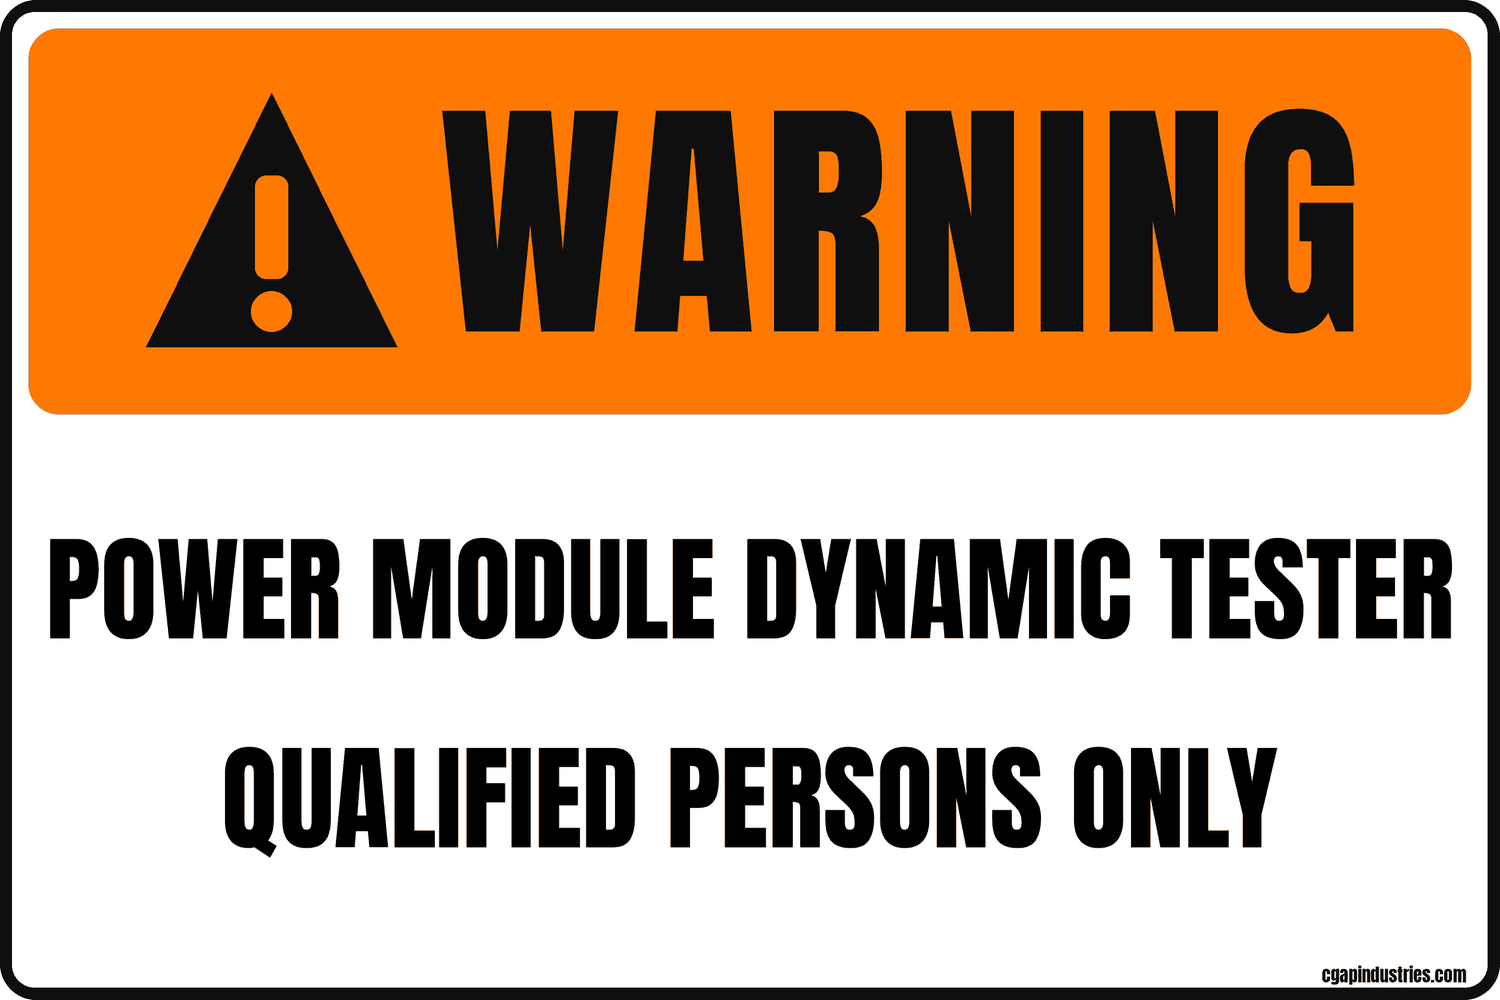 WARNING
POWER MODULE DYNAMIC TESTER
QUALIFIED PERSONS ONLY
cgapindustries.com